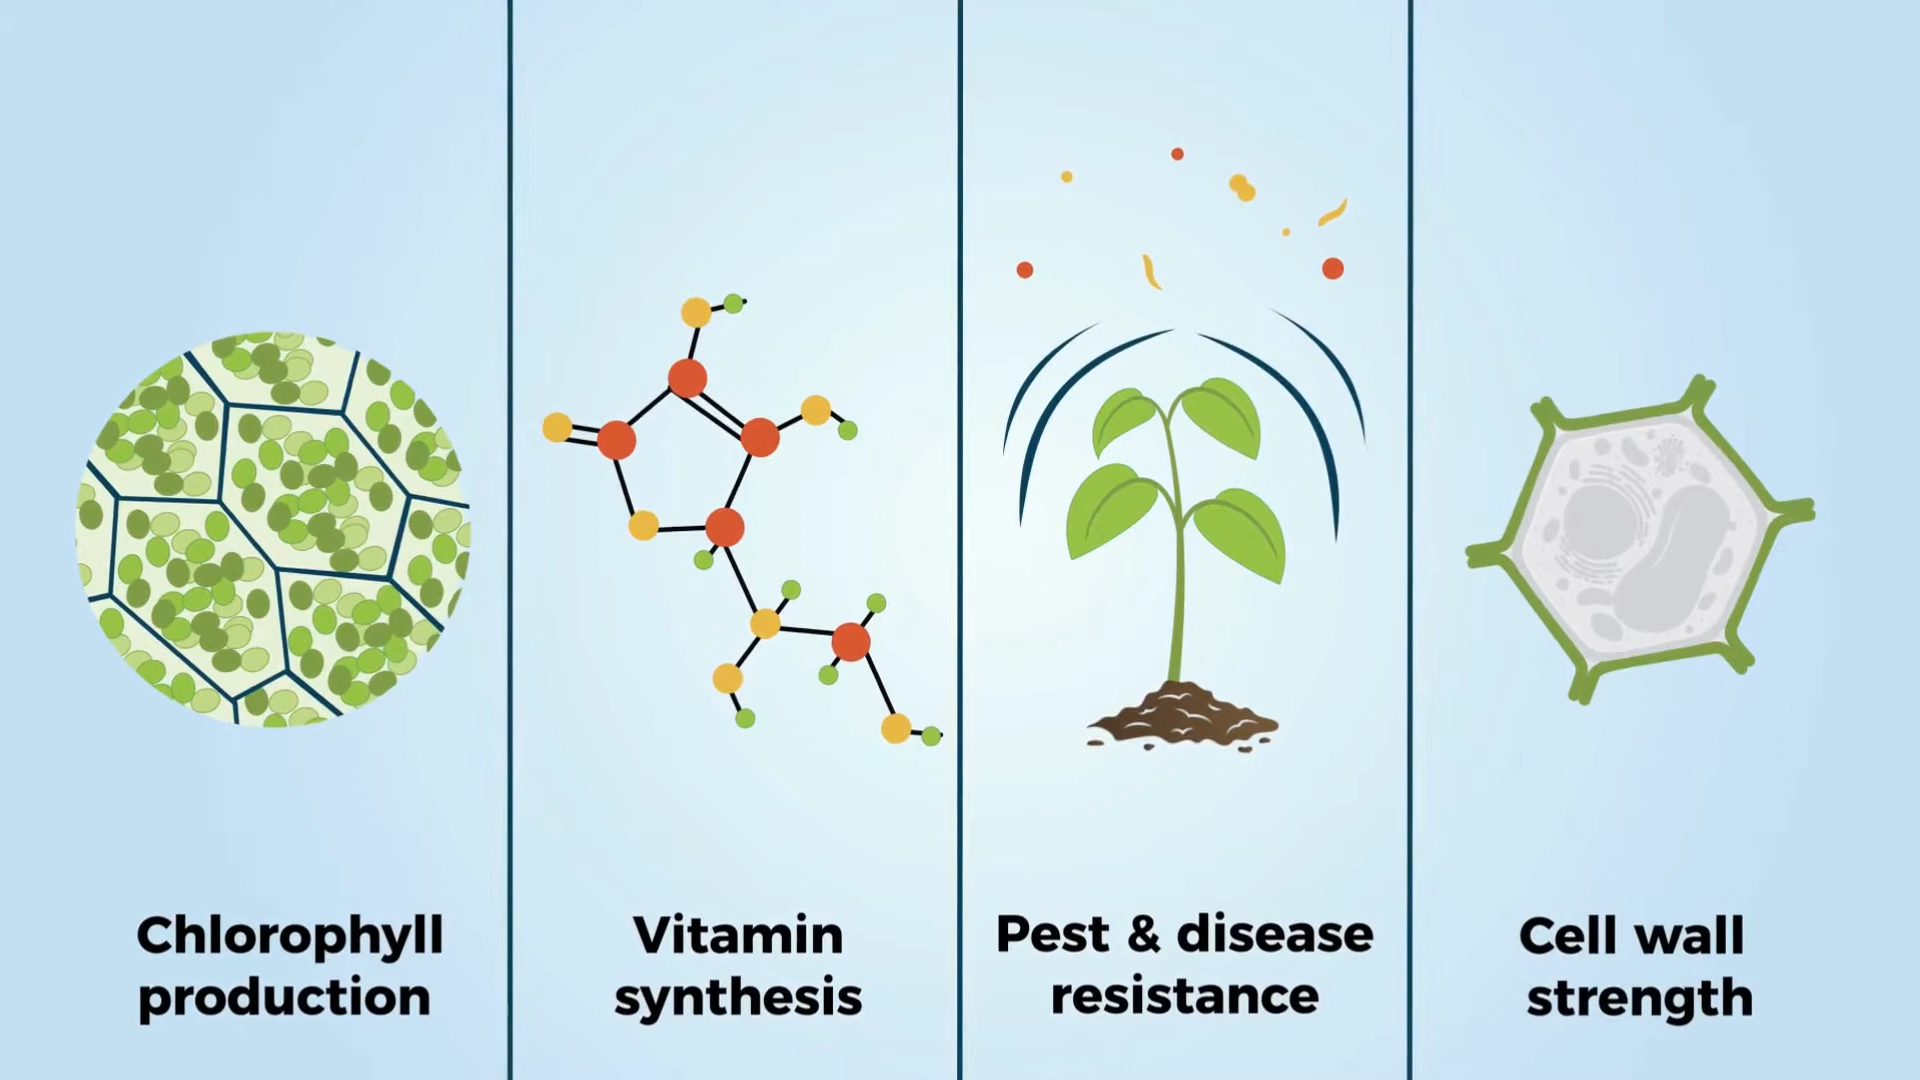 Chlorophyll
production
Vitamin
synthesis
Pest & disease
resistance
Cell wall
strength